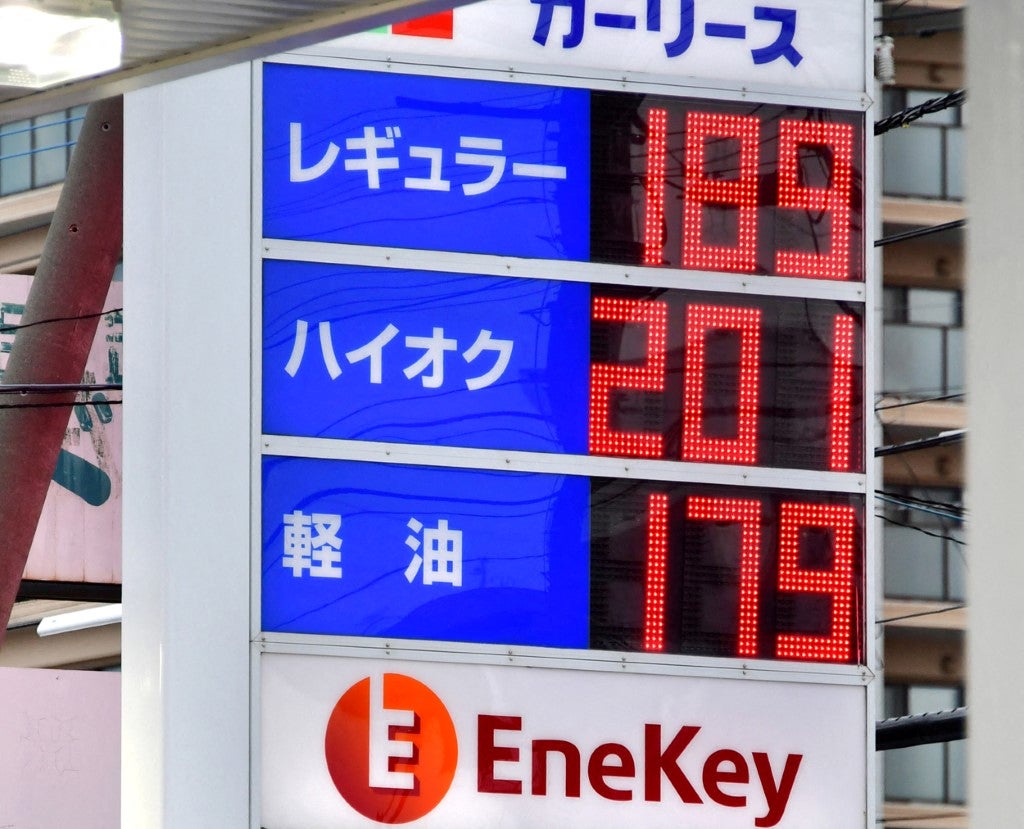 カーリース
レギュラー 189
ハイオク 201
軽 油 179
EneKey